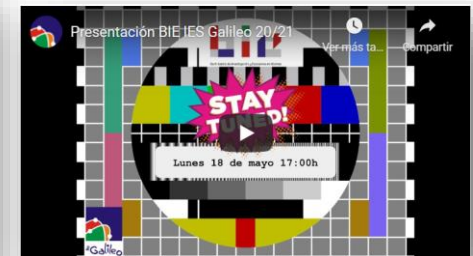 Presentación BIE IES Galileo 20/21
Ver más ta...
Compartir
BIE
STAY
TUNED!
Lunes 18 de mayo 17:00h
Galileo